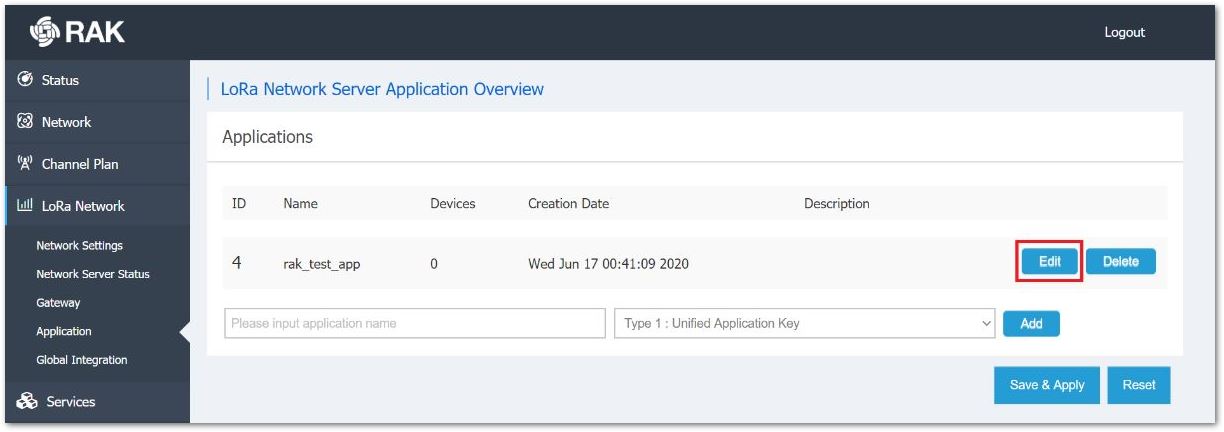 RAK
Logout
Status
Network
Channel Plan
LoRa Network
Network Settings
Network Server Status
Gateway
Application
Global Integration
Services
LoRa Network Server Application Overview
Applications
ID Name Devices Creation Date Description
4 rak_test_app 0 Wed Jun 17 00:41:09 2020 Edit Delete
Please input application name Type 1 : Unified Application Key Add
Save & Apply Reset